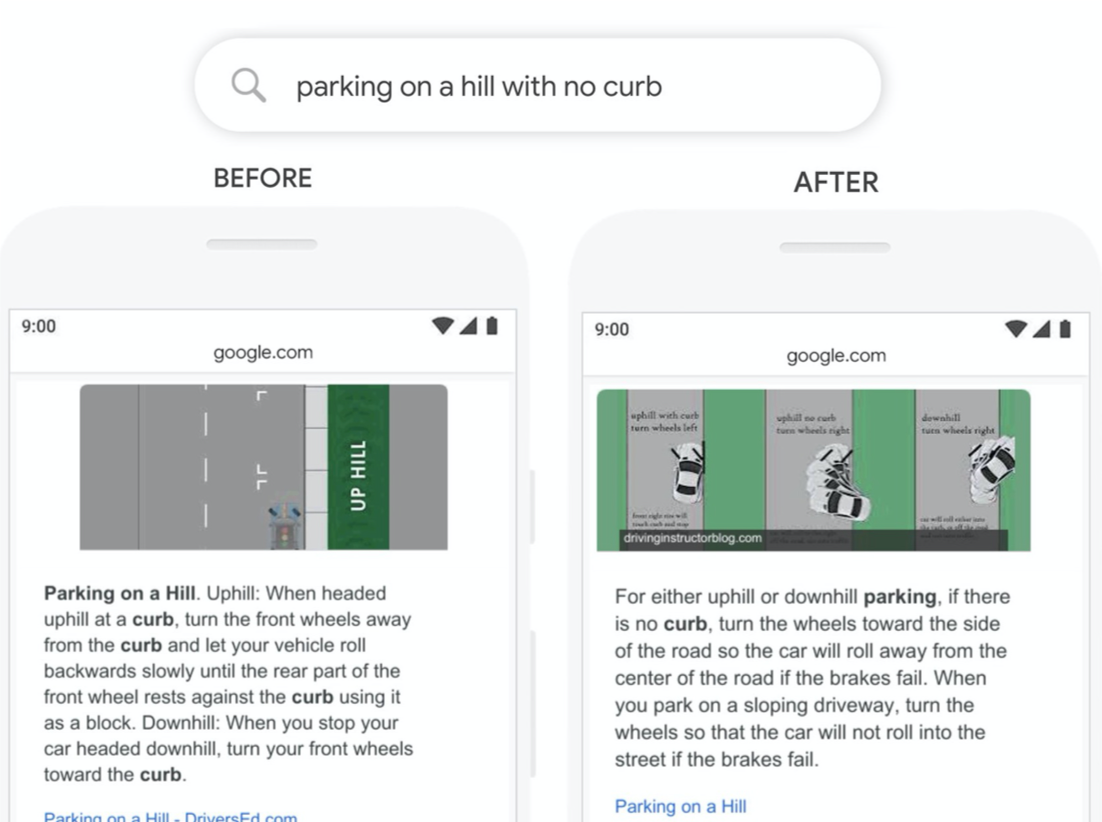 parking on a hill with no curb
BEFORE
AFTER
9:00
google.com
UP HILL
Parking on a Hill. Uphill: When headed
uphill at a curb, turn the front wheels away
from the curb and let your vehicle roll
backwards slowly until the rear part of the
front wheel rests against the curb using it
as a block. Downhill: When you stop your
car headed downhill, turn your front wheels
toward the curb.
Parking on a Hill - DriversEd.com
9:00
google.com
uphill with curb
turn wheels left
uphill no curb
turn wheels right
downhill
turn wheels right
front right tire will
touch curb and stop
car will roll either into
the curb, or off the road
drivinginstructorblog.com
For either uphill or downhill parking, if there
is no curb, turn the wheels toward the side
of the road so the car will roll away from the
center of the road if the brakes fail. When
you park on a sloping driveway, turn the
wheels so that the car will not roll into the
street if the brakes fail.
Parking on a Hill